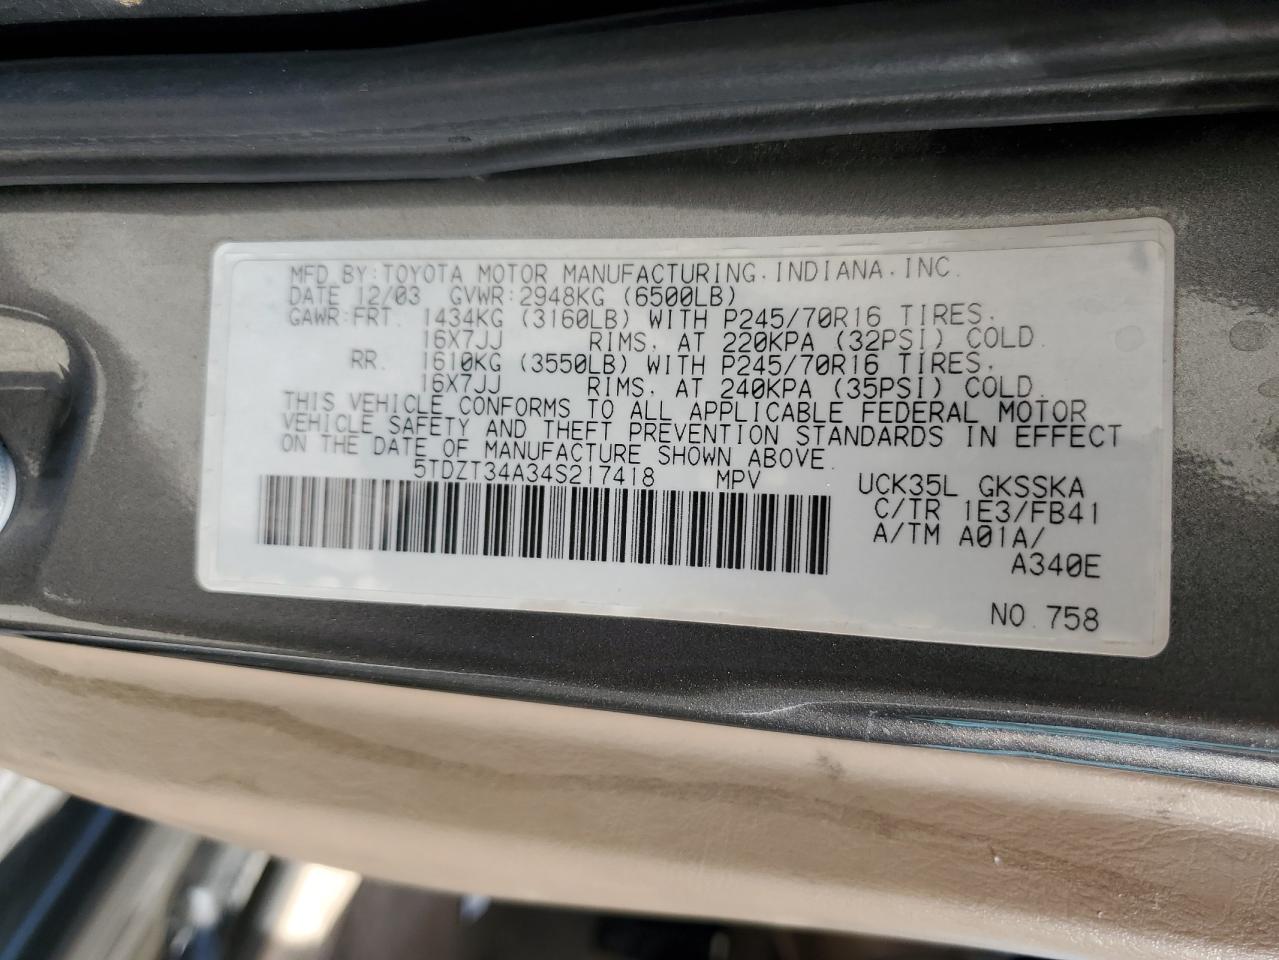 MFD.BY:TOYOTA MOTOR MANUFACTURING.INDIANA.INC.
DATE 12/03 GVWR:2948KG (6500LB)
GAWR:FRT. 1434KG (3160LB) WITH P245/70R16 TIRES.
16X7JJ RIMS. AT 220KPA (32PSI) COLD.
RR. 1610KG (3550LB) WITH P245/70R16 TIRES.
16X7JJ RIMS. AT 240KPA (35PSI) COLD.
THIS VEHICLE CONFORMS TO ALL APPLICABLE FEDERAL MOTOR
VEHICLE SAFETY AND THEFT PREVENTION STANDARDS IN EFFECT
ON THE DATE OF MANUFACTURE SHOWN ABOVE.
5TDZT34A34S217418 MPV
UCK35L GKSSKA
C/TR 1E3/FB41
A/TM A01A/
A340E
NO.758